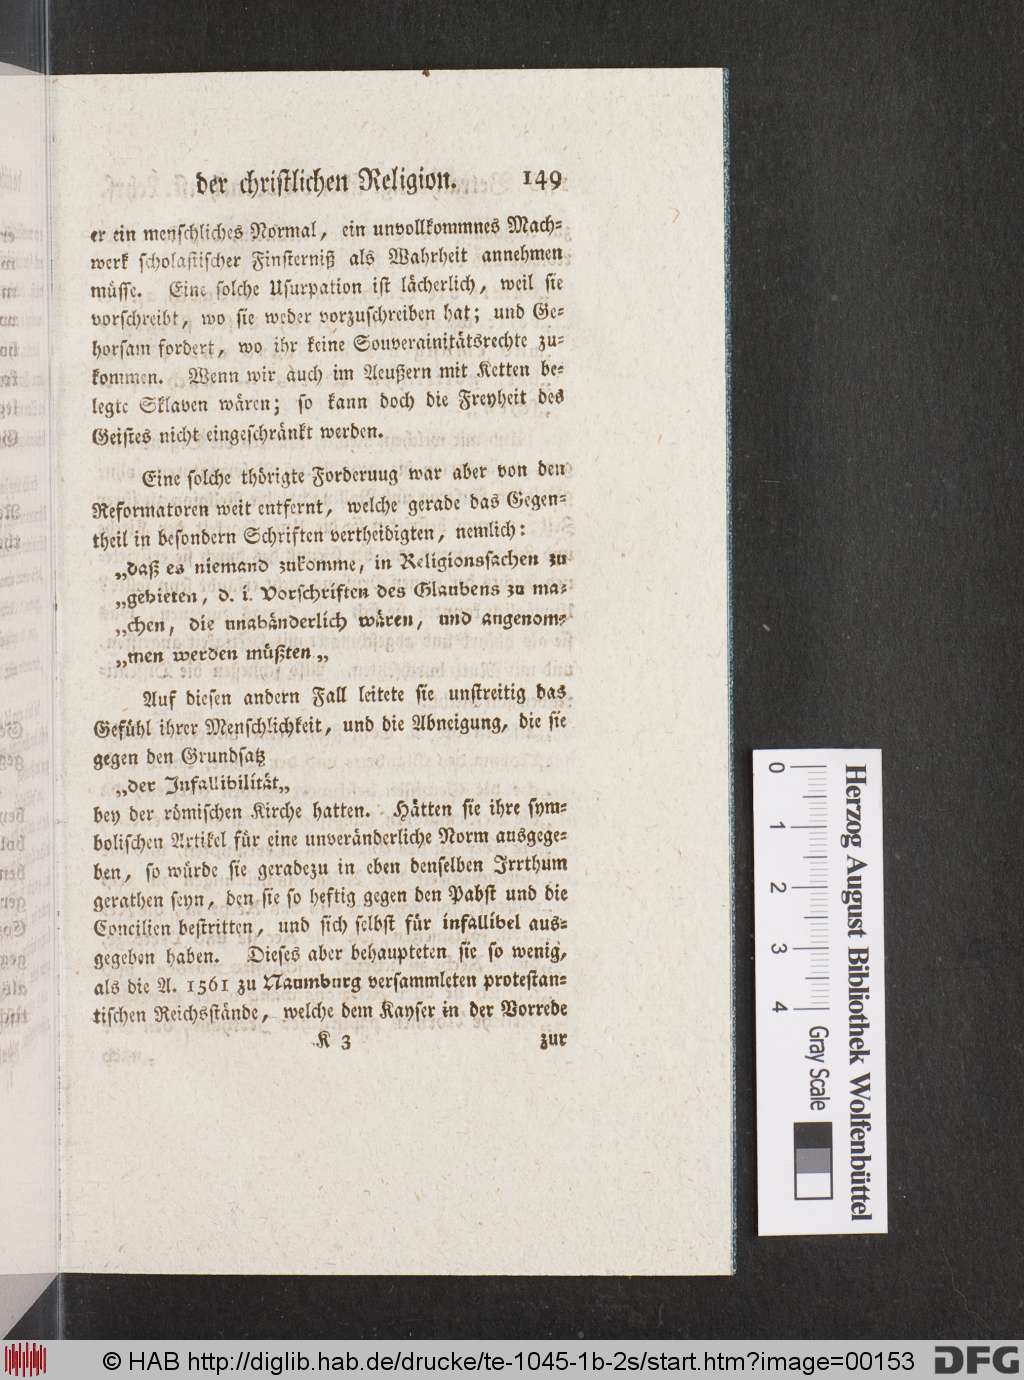 der christlichen Religion. 149
er ein menschliches Normal, ein unvollkommnes Mach-
werk scholastischer Finsterniß als Wahrheit annehmen
müsse. Eine solche Usurpation ist lächerlich, weil sie
vorschreibt, wo sie weder vorzuschreiben hat; und Ge-
horsam fordert, wo ihr keine Souverainitätsrechte zu-
kommen. Wenn wir auch im Aeußern mit Ketten be-
legte Sklaven wären; so kann doch die Freyheit des
Geistes nicht eingeschränkt werden.
Eine solche thörigte Forderuug war aber von den
Reformatoren weit entfernt, welche gerade das Gegen-
theil in besondern Schriften vertheidigten, nemlich:
„daß es niemand zukomme, in Religionssachen zu
„gebieten, d. i. Vorschriften des Glaubens zu ma-
„chen, die unabänderlich wären, und angenom-
„men werden müßten„
Auf diesen andern Fall leitete sie unstreitig das
Gefühl ihrer Menschlichkeit, und die Abneigung, die sie
gegen den Grundsatz
„der Infallibilität„
bey der römischen Kirche hatten. Hätten sie ihre sym-
bolischen Artikel für eine unveränderliche Norm ausgege-
ben, so würde sie geradezu in eben denselben Irrthum
gerathen seyn, den sie so heftig gegen den Pabst und die
Concilien bestritten, und sich selbst für infallibel aus-
gegeben haben. Dieses aber behaupteten sie so wenig,
als die A. 1561 zu Naumburg versammleten protestan-
tischen Reichsstände, welche dem Kayser in der Vorrede
K 3 zur
0 1 2 3 4 Gray Scale
Herzog August Bibliothek Wolfenbüttel
© HAB http://diglib.hab.de/drucke/te-1045-1b-2s/start.htm?image=00153 DFG